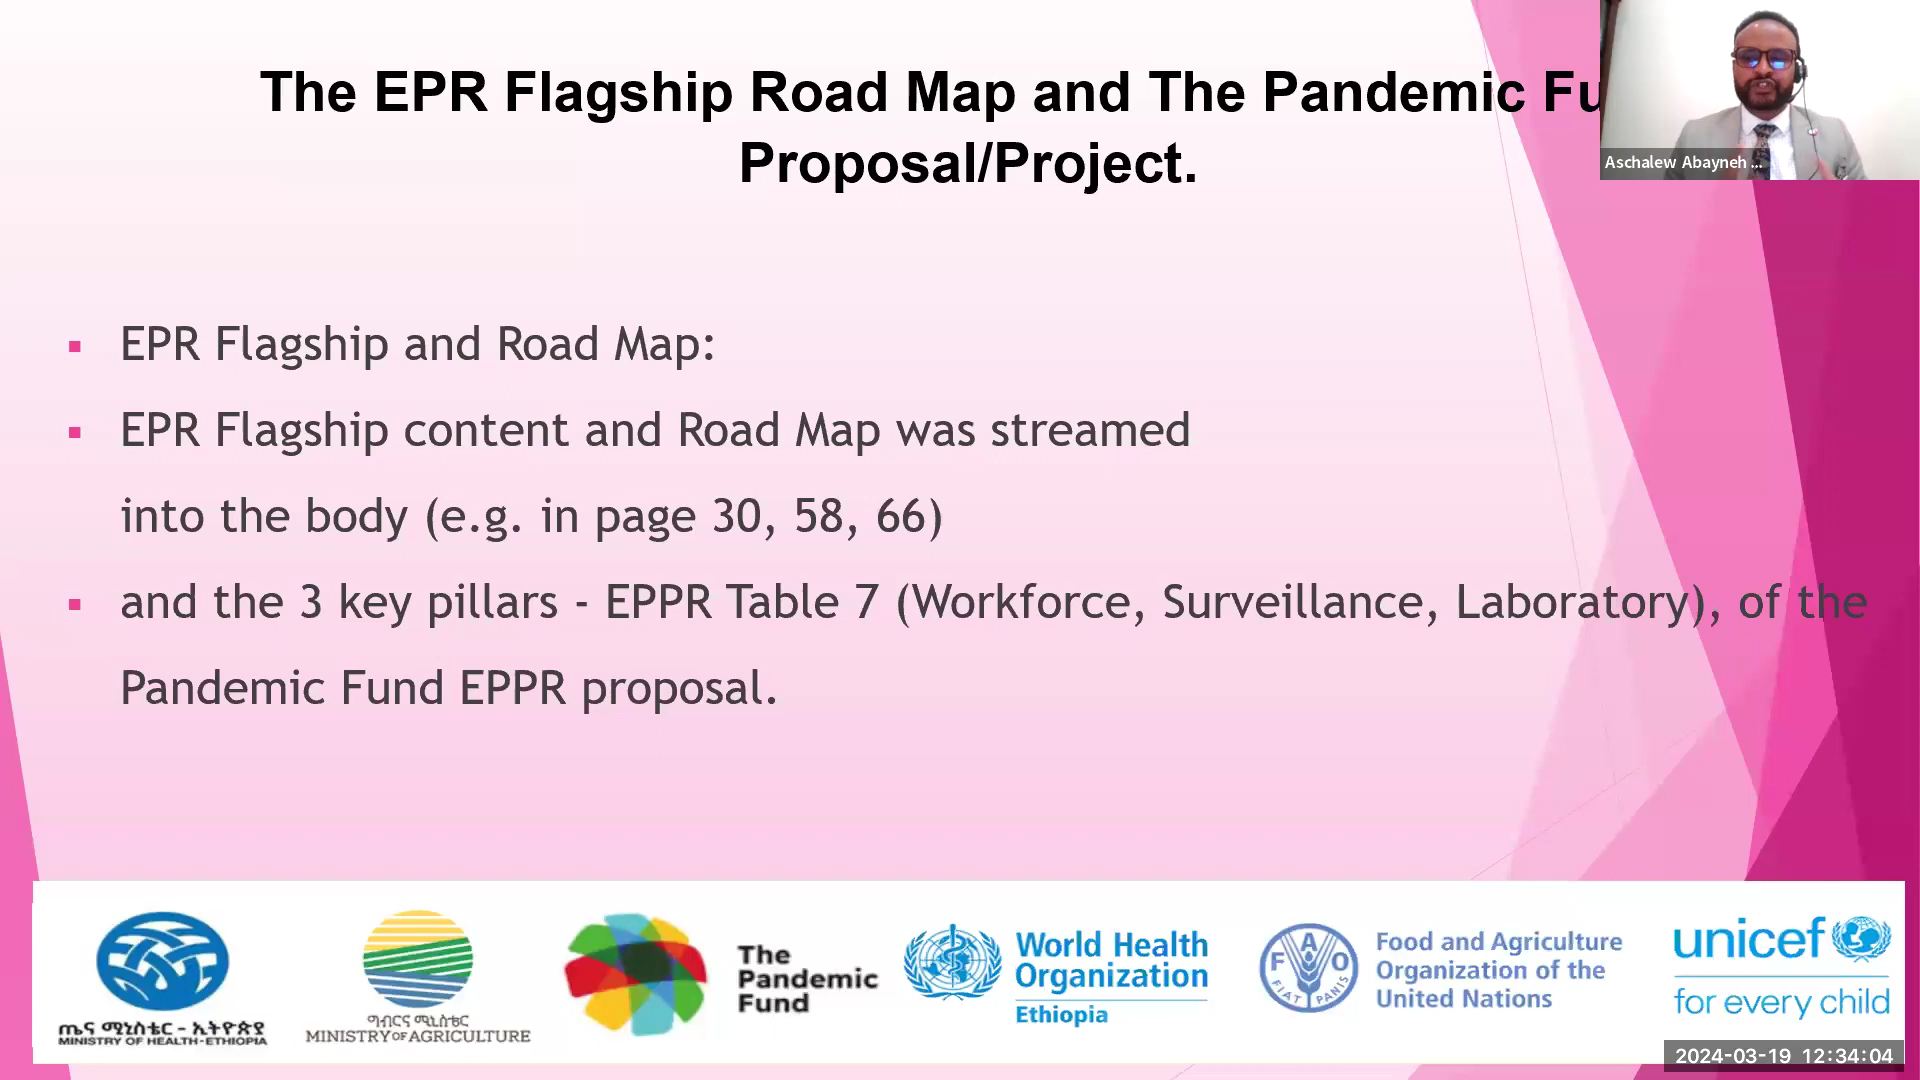 The EPR Flagship Road Map and The Pandemic Fu
Proposal/Project.
Aschalew Abayneh ...
▪ EPR Flagship and Road Map:
▪ EPR Flagship content and Road Map was streamed
into the body (e.g. in page 30, 58, 66)
▪ and the 3 key pillars - EPPR Table 7 (Workforce, Surveillance, Laboratory), of the
Pandemic Fund EPPR proposal.
ጤና ሚኒስቴር - ኢትዮጵያ
MINISTRY OF HEALTH-ETHIOPIA
ግብርና ሚኒስቴር
MINISTRY OF AGRICULTURE
The
Pandemic
Fund
World Health
Organization
Ethiopia
F A O
FIAT PANIS
Food and Agriculture
Organization of the
United Nations
unicef
for every child
2024-03-19 12:34:04